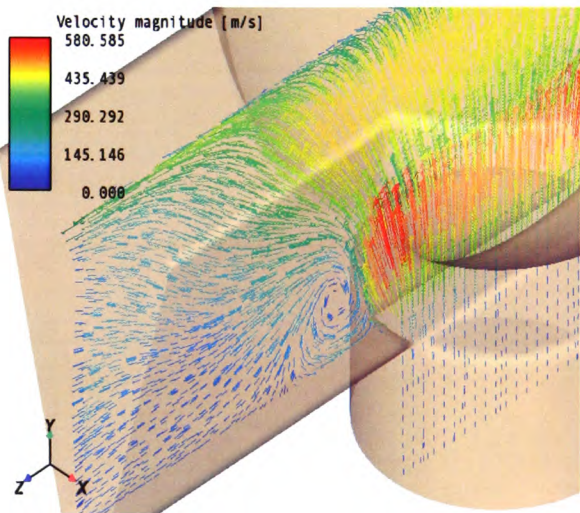 Velocity magnitude [m/s]
580.585
435.439
290.292
145.146
0.000
Y
Z
X